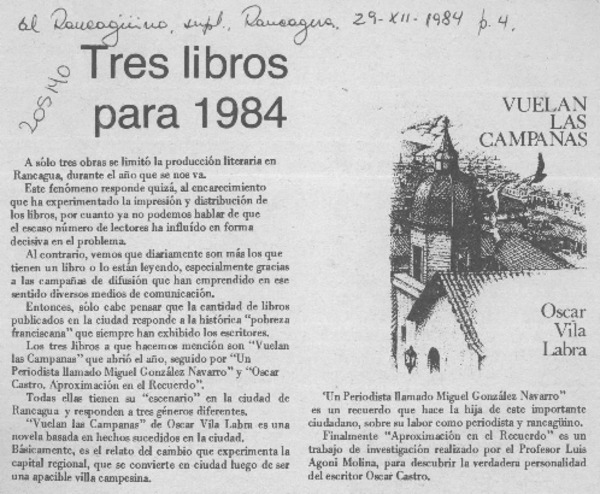 El Rancagüino, supl., Rancagua, 29-XII-1984 p. 4.
205140
Tres libros
para 1984
A sólo tres obras se limitó la producción literaria en
Rancagua, durante el año que se nos va.
Este fenómeno responde quizá, al encarecimiento
que ha experimentado la impresión y distribución de
los libros, por cuanto ya no podemos hablar de que
el escaso número de lectores ha influído en forma
decisiva en el problema.
Al contrario, vemos que diariamente son más los que
tienen un libro o lo están leyendo, especialmente gracias
a las campañas de difusión que han emprendido en ese
sentido diversos medios de comunicación.
Entonces, sólo cabe pensar que la cantidad de libros
publicados en la ciudad responde a la histórica "pobreza
franciscana" que siempre han exhibido los escritores.
Los tres libros a que hacemos mención son "Vuelan
las Campanas" que abrió el año, seguido por "Un
Periodista llamado Miguel González Navarro" y "Oscar
Castro. Aproximación en el Recuerdo".
Todas ellas tienen su "escenario" en la ciudad de
Rancagua y responden a tres géneros diferentes.
"Vuelan las Campanas" de Oscar Vila Labra es una
novela basada en hechos sucedidos en la ciudad.
Básicamente, es el relato del cambio que experimenta la
capital regional, que se convierte en ciudad luego de ser
una apacible villa campesina.
VUELAN
LAS
CAMPANAS
Oscar
Vila
Labra
'Un Periodista llamado Miguel González Navarro"
es un recuerdo que hace la hija de este importante
ciudadano, sobre su labor como periodista y rancagüino.
Finalmente "Aproximación en el Recuerdo" es un
trabajo de investigación realizado por el Profesor Luis
Agoni Molina, para descubrir la verdadera personalidad
del escritor Oscar Castro.